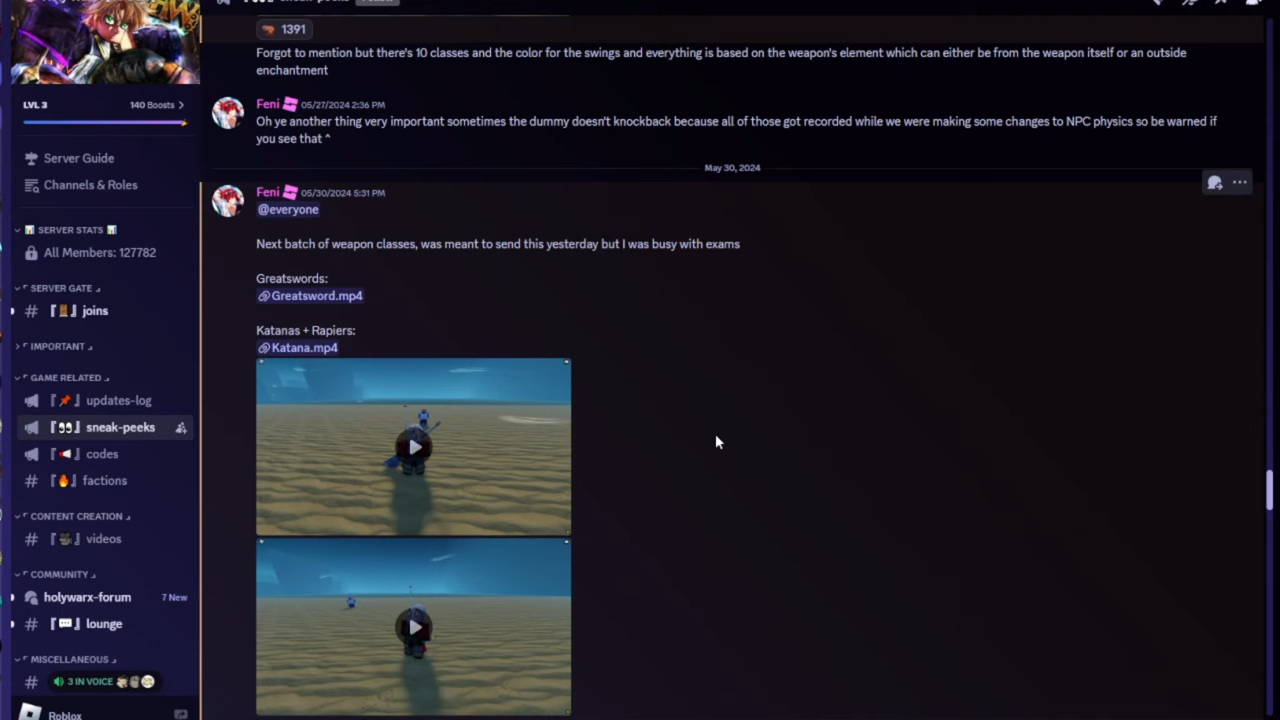 LVL 3
140 Boosts
Server Guide
Channels & Roles
SERVER STATS
All Members: 127782
SERVER GATE
joins
IMPORTANT
GAME RELATED
updates-log
sneak-peeks
codes
factions
CONTENT CREATION
videos
COMMUNITY
holywarx-forum
7 New
lounge
MISCELLANEOUS
3 IN VOICE
Roblox
1391
Forgot to mention but there's 10 classes and the color for the swings and everything is based on the weapon's element which can either be from the weapon itself or an outside
enchantment
Feni 05/27/2024 2:36 PM
Oh ye another thing very important sometimes the dummy doesn't knockback because all of those got recorded while we were making some changes to NPC physics so be warned if
you see that ^
May 30, 2024
Feni 05/30/2024 5:31 PM
@everyone
Next batch of weapon classes, was meant to send this yesterday but I was busy with exams
Greatswords:
Greatsword.mp4
Katanas + Rapiers:
Katana.mp4